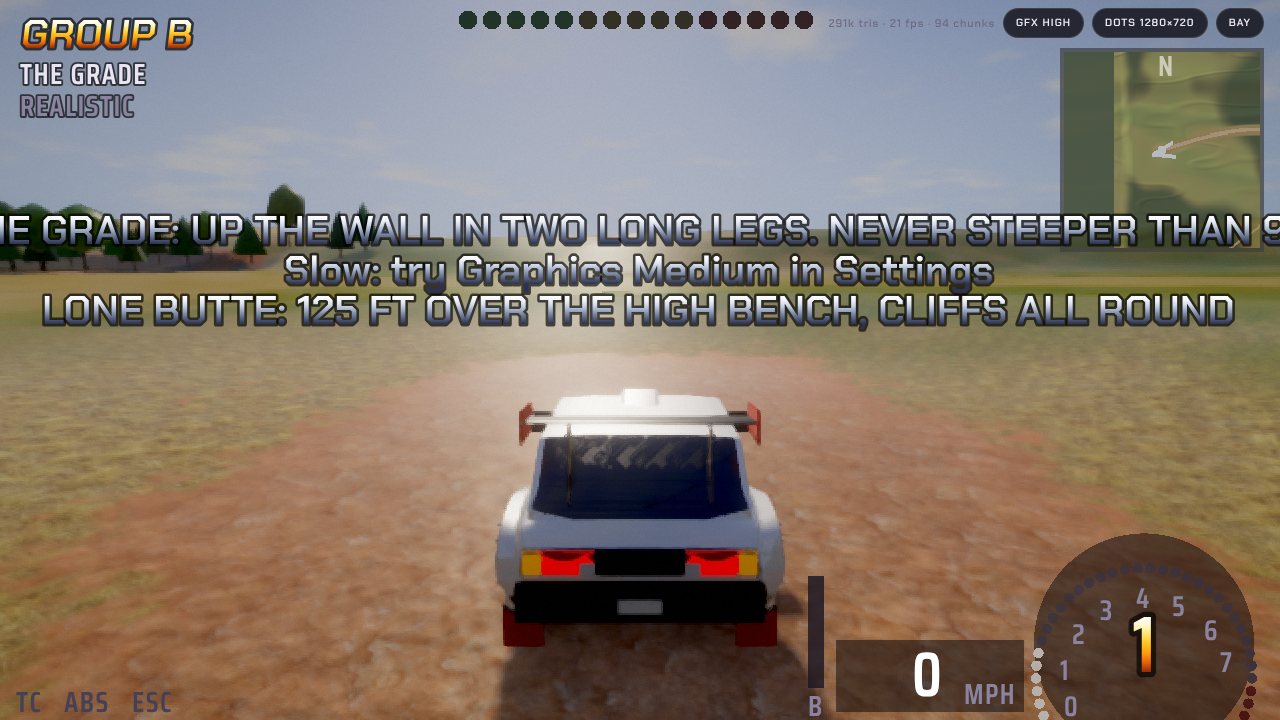 GROUP B
THE GRADE
REALISTIC
291k tris · 21 fps · 94 chunks
GFX HIGH
DOTS 1280×720
BAY
N
GRADE: UP THE WALL IN TWO LONG LEGS. NEVER STEEPER THAN
Slow: try Graphics Medium in Settings
LONE BUTTE: 125 FT OVER THE HIGH BENCH, CLIFFS ALL ROUND
0 1 2 3 4 5 6 7
1
0 MPH
B
TC ABS ESC